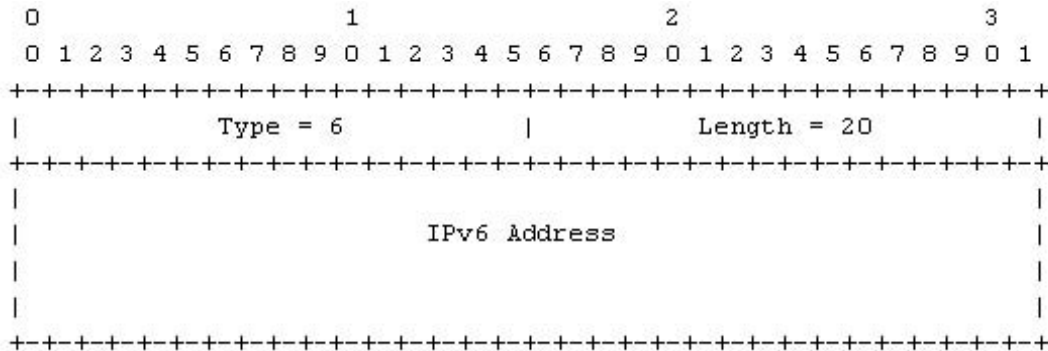 0                   1                   2                   3
 0 1 2 3 4 5 6 7 8 9 0 1 2 3 4 5 6 7 8 9 0 1 2 3 4 5 6 7 8 9 0 1
+-+-+-+-+-+-+-+-+-+-+-+-+-+-+-+-+-+-+-+-+-+-+-+-+-+-+-+-+-+-+-+-+
|            Type = 6           |          Length = 20          |
+-+-+-+-+-+-+-+-+-+-+-+-+-+-+-+-+-+-+-+-+-+-+-+-+-+-+-+-+-+-+-+-+
|                                                               |
|                         IPv6 Address                          |
|                                                               |
|                                                               |
+-+-+-+-+-+-+-+-+-+-+-+-+-+-+-+-+-+-+-+-+-+-+-+-+-+-+-+-+-+-+-+-+